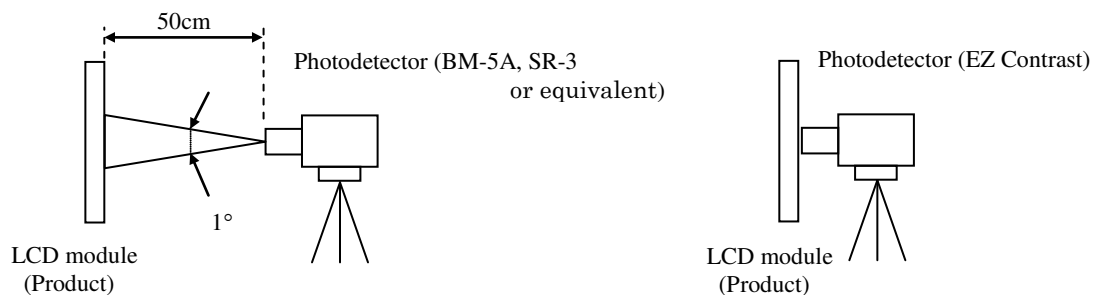 50cm
Photodetector (BM-5A, SR-3
or equivalent)
1°
LCD module
(Product)
Photodetector (EZ Contrast)
LCD module
(Product)